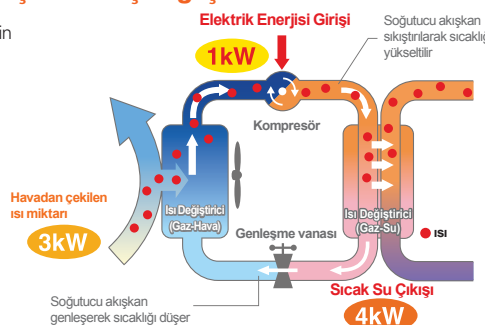 in
Elektrik Enerjisi Girişi
1kW
Soğutucu akışkan
sıkıştırılarak sıcaklığı
yükseltilir
Kompresör
Havadan çekilen
ısı miktarı
3kW
Isı Değiştirici
(Gaz-Hava)
Genleşme vanası
Isı Değiştirici
(Gaz-Su)
ISI
Soğutucu akışkan
genleşerek sıcaklığı düşer
Sıcak Su Çıkışı
4kW